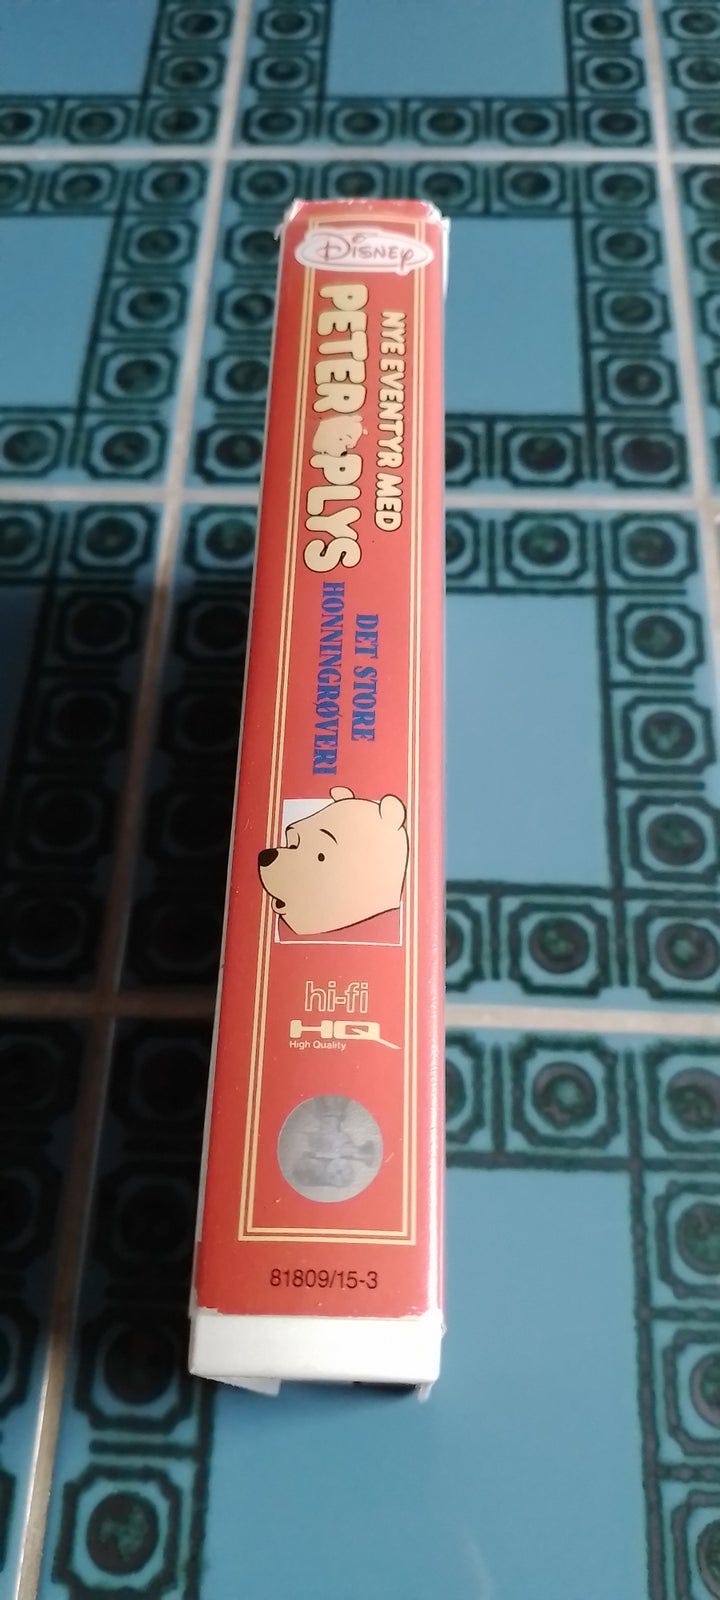 Disney
NYE EVENTYR MED
PETER PLYS
DET STORE
HONNINGRØVERI
hi-fi
HQ
High Quality
81809/15-3